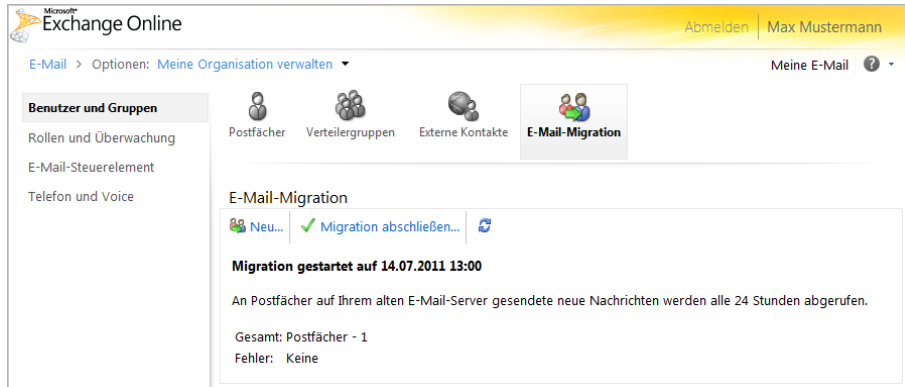 Microsoft®
Exchange Online
Abmelden | Max Mustermann
E-Mail > Optionen: Meine Organisation verwalten
Meine E-Mail ?
Benutzer und Gruppen
Rollen und Überwachung
E-Mail-Steuerelement
Telefon und Voice
Postfächer Verteilergruppen Externe Kontakte E-Mail-Migration
E-Mail-Migration
Neu... Migration abschließen...
Migration gestartet auf 14.07.2011 13:00
An Postfächer auf Ihrem alten E-Mail-Server gesendete neue Nachrichten werden alle 24 Stunden abgerufen.
Gesamt: Postfächer - 1
Fehler: Keine